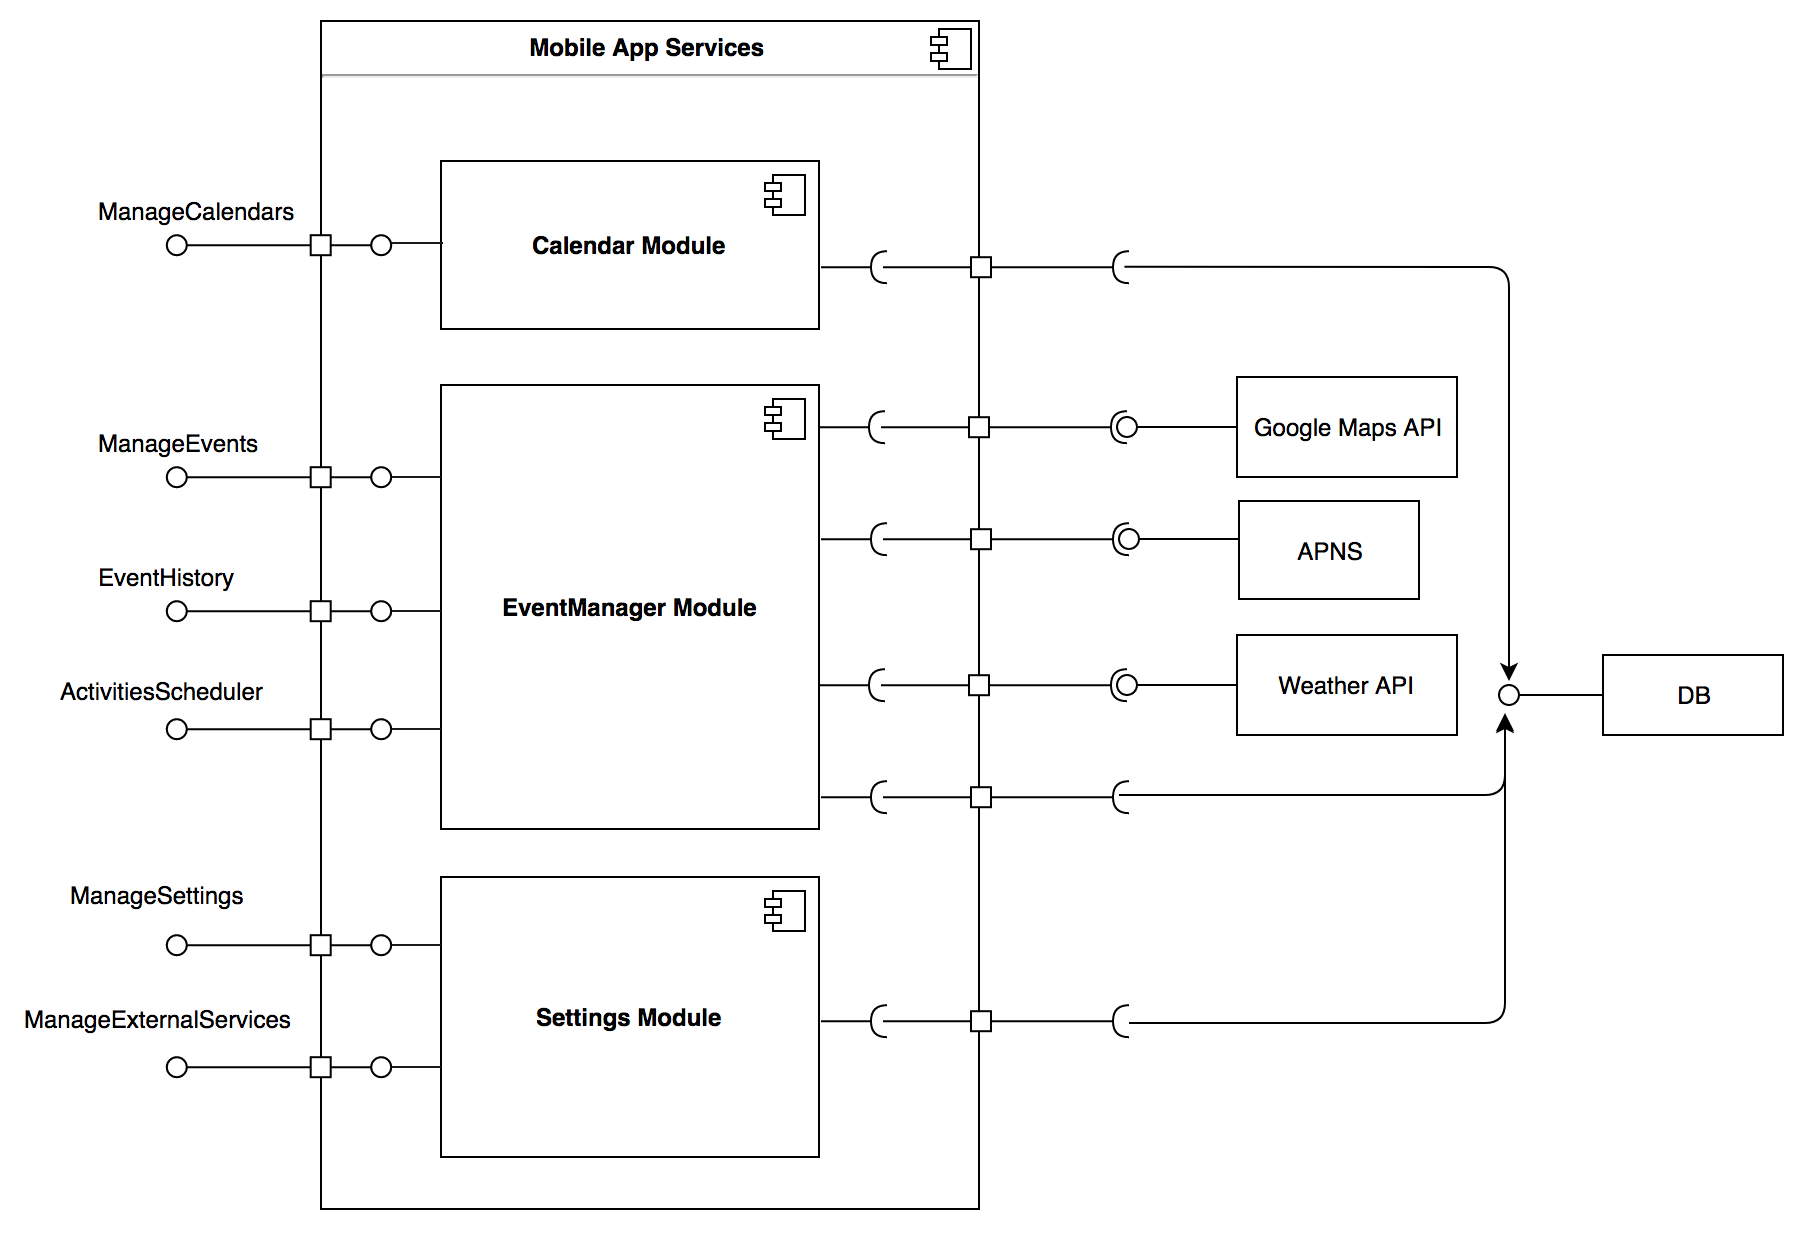 Mobile App Services
ManageCalendars
Calendar Module
ManageEvents
Google Maps API
APNS
EventHistory
EventManager Module
ActivitiesScheduler
Weather API
DB
ManageSettings
Settings Module
ManageExternalServices